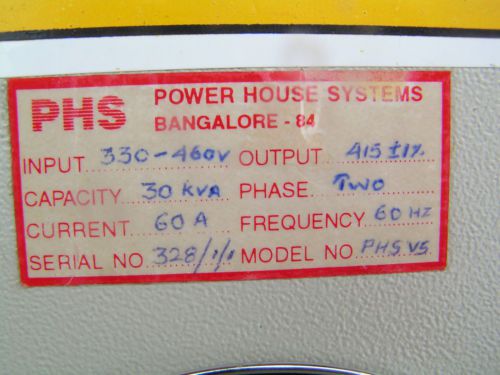 PHS POWER HOUSE SYSTEMS
BANGALORE - 84
INPUT 330-460V OUTPUT 415 ±1%
CAPACITY 30 KVA PHASE TWO
CURRENT 60 A FREQUENCY 60 HZ
SERIAL NO. 328/1/1 MODEL NO PHS V5